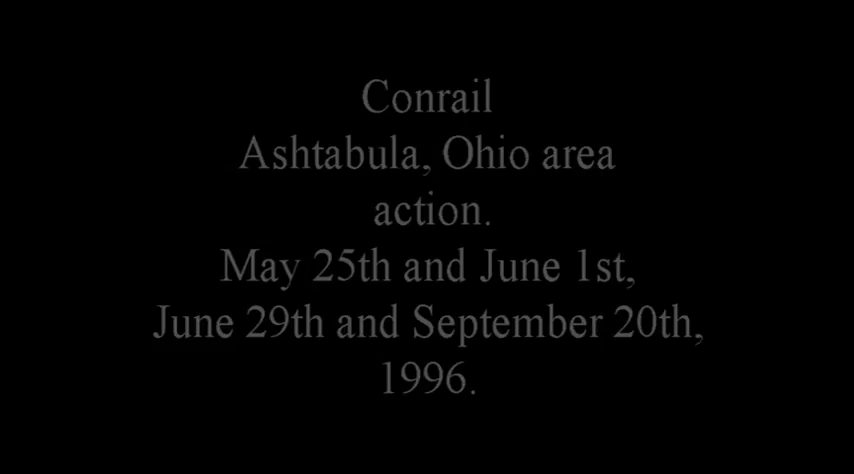 Conrail
Ashtabula, Ohio area
action.
May 25th and June 1st,
June 29th and September 20th,
1996.